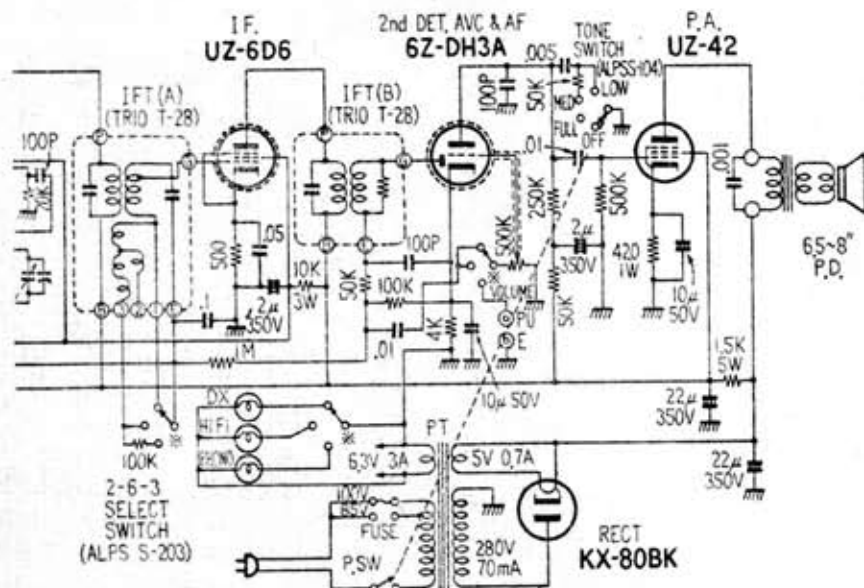 I.F.
UZ-6D6
2nd DET, AVC & AF
6Z-DH3A
TONE
SWITCH
(ALPS S-104)
P.A.
UZ-42
IFT(A)
(TRIO T-28)
IFT(B)
(TRIO T-28)
100P
20K
500
.05
10K
3W
2μ
350V
.1
1M
50K
100P
100K
.01
4K
10μ 50V
100P
.005
50K
LOW
MED
FULL
OFF
.01
250K
500K
500K
VOLUME
PU
E
2μ
350V
50K
420
1W
10μ
50V
.001
6.5~8"
P.D.
1.5K
5W
22μ
350V
22μ
350V
B
1
2
C
B
※
100K
2-6-3
SELECT
SWITCH
(ALPS S-203)
DX
HiFi
PHONO
※
※
PT
6.3V 3A
5V 0.7A
100V
85V
FUSE
P.SW
280V
70mA
RECT
KX-80BK